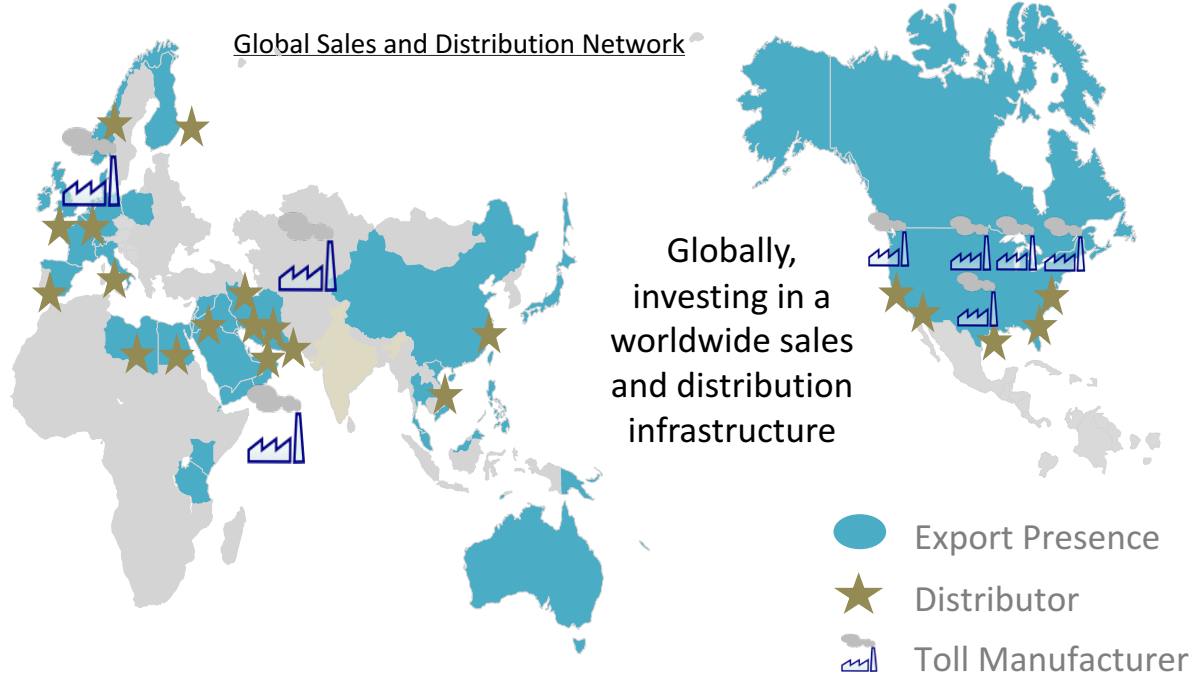 Global Sales and Distribution Network
Globally,
investing in a
worldwide sales
and distribution
infrastructure
Export Presence
Distributor
Toll Manufacturer